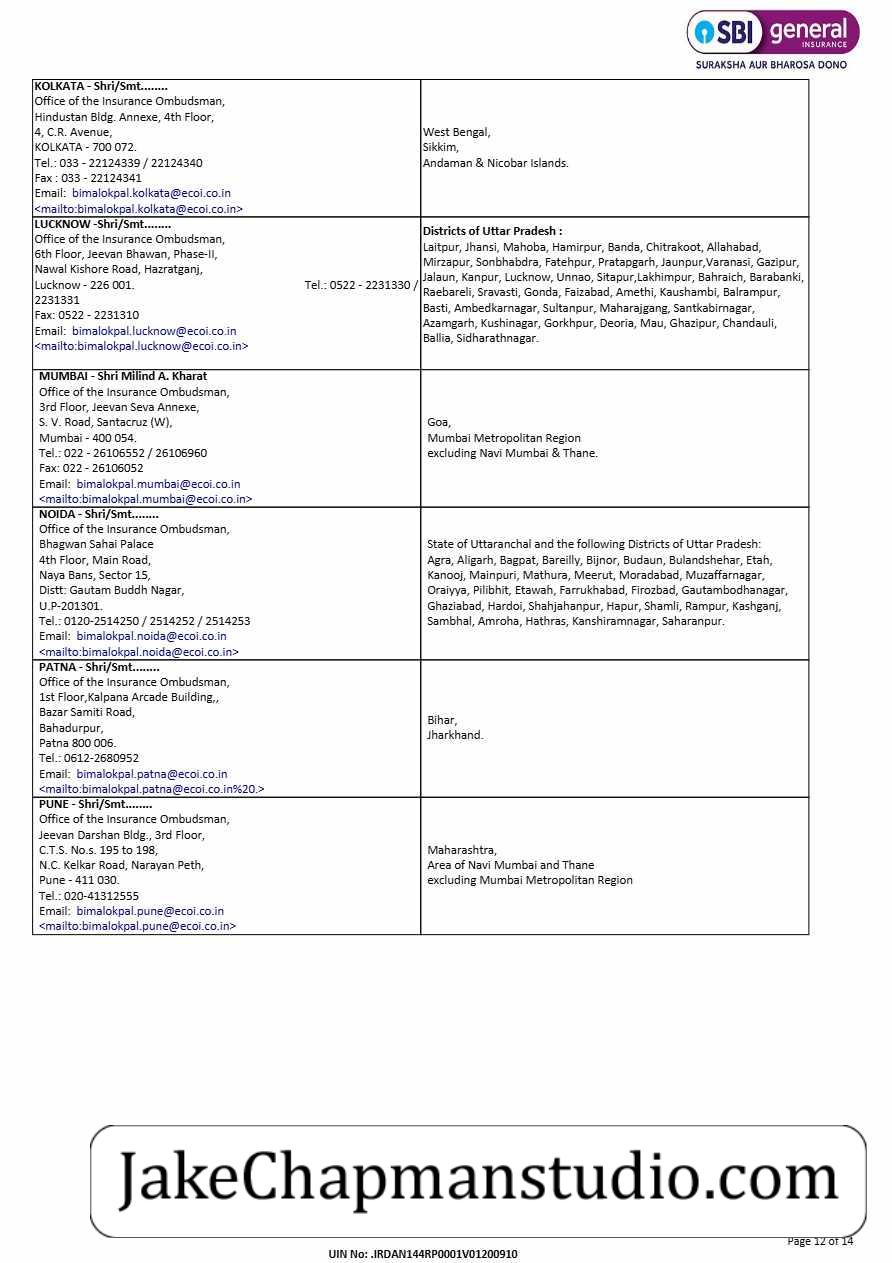 SBI general
INSURANCE
SURAKSHA AUR BHAROSA DONO
KOLKATA - Shri/Smt........
Office of the Insurance Ombudsman,
Hindustan Bldg. Annexe, 4th Floor,
4, C.R. Avenue,
KOLKATA - 700 072.
Tel.: 033 - 22124339 / 22124340
Fax : 033 - 22124341
Email: bimalokpal.kolkata@ecoi.co.in
<mailto:bimalokpal.kolkata@ecoi.co.in>
West Bengal,
Sikkim,
Andaman & Nicobar Islands.
LUCKNOW -Shri/Smt........
Office of the Insurance Ombudsman,
6th Floor, Jeevan Bhawan, Phase-II,
Nawal Kishore Road, Hazratganj,
Lucknow - 226 001. Tel.: 0522 - 2231330 /
2231331
Fax: 0522 - 2231310
Email: bimalokpal.lucknow@ecoi.co.in
<mailto:bimalokpal.lucknow@ecoi.co.in>
Districts of Uttar Pradesh :
Laitpur, Jhansi, Mahoba, Hamirpur, Banda, Chitrakoot, Allahabad,
Mirzapur, Sonbhabdra, Fatehpur, Pratapgarh, Jaunpur,Varanasi, Gazipur,
Jalaun, Kanpur, Lucknow, Unnao, Sitapur,Lakhimpur, Bahraich, Barabanki,
Raebareli, Sravasti, Gonda, Faizabad, Amethi, Kaushambi, Balrampur,
Basti, Ambedkarnagar, Sultanpur, Maharajgang, Santkabirnagar,
Azamgarh, Kushinagar, Gorkhpur, Deoria, Mau, Ghazipur, Chandauli,
Ballia, Sidharathnagar.
MUMBAI - Shri Milind A. Kharat
Office of the Insurance Ombudsman,
3rd Floor, Jeevan Seva Annexe,
S. V. Road, Santacruz (W),
Mumbai - 400 054.
Tel.: 022 - 26106552 / 26106960
Fax: 022 - 26106052
Email: bimalokpal.mumbai@ecoi.co.in
<mailto:bimalokpal.mumbai@ecoi.co.in>
Goa,
Mumbai Metropolitan Region
excluding Navi Mumbai & Thane.
NOIDA - Shri/Smt........
Office of the Insurance Ombudsman,
Bhagwan Sahai Palace
4th Floor, Main Road,
Naya Bans, Sector 15,
Distt: Gautam Buddh Nagar,
U.P-201301.
Tel.: 0120-2514250 / 2514252 / 2514253
Email: bimalokpal.noida@ecoi.co.in
<mailto:bimalokpal.noida@ecoi.co.in>
State of Uttaranchal and the following Districts of Uttar Pradesh:
Agra, Aligarh, Bagpat, Bareilly, Bijnor, Budaun, Bulandshehar, Etah,
Kanooj, Mainpuri, Mathura, Meerut, Moradabad, Muzaffarnagar,
Oraiyya, Pilibhit, Etawah, Farrukhabad, Firozbad, Gautambodhanagar,
Ghaziabad, Hardoi, Shahjahanpur, Hapur, Shamli, Rampur, Kashganj,
Sambhal, Amroha, Hathras, Kanshiramnagar, Saharanpur.
PATNA - Shri/Smt........
Office of the Insurance Ombudsman,
1st Floor,Kalpana Arcade Building,,
Bazar Samiti Road,
Bahadurpur,
Patna 800 006.
Tel.: 0612-2680952
Email: bimalokpal.patna@ecoi.co.in
<mailto:bimalokpal.patna@ecoi.co.in%20.>
Bihar,
Jharkhand.
PUNE - Shri/Smt........
Office of the Insurance Ombudsman,
Jeevan Darshan Bldg., 3rd Floor,
C.T.S. No.s. 195 to 198,
N.C. Kelkar Road, Narayan Peth,
Pune - 411 030.
Tel.: 020-41312555
Email: bimalokpal.pune@ecoi.co.in
<mailto:bimalokpal.pune@ecoi.co.in>
Maharashtra,
Area of Navi Mumbai and Thane
excluding Mumbai Metropolitan Region
JakeChapmanstudio.com
Page 12 of 14
UIN No: .IRDAN144RP0001V01200910